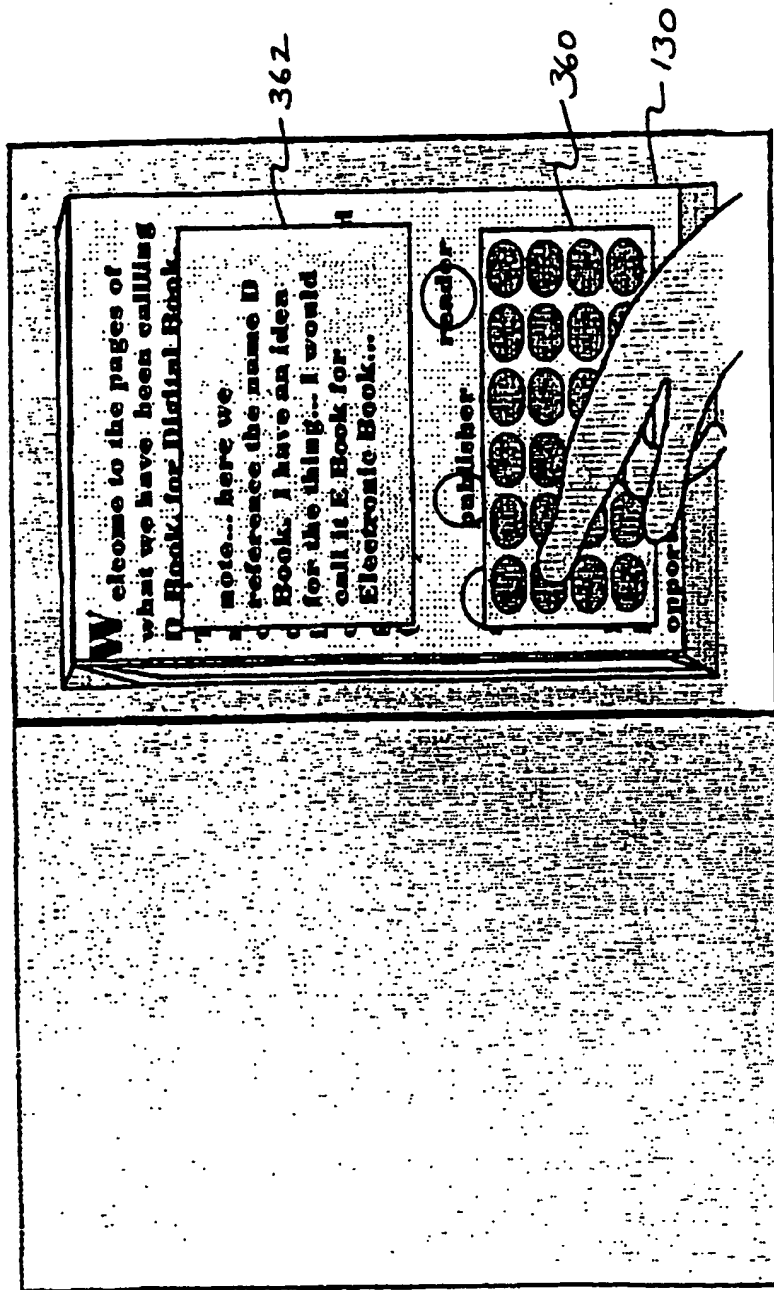 Welcome to the pages of
what we have been callling
D Book, for Digital Book
note... here we
reference the name D
Book. I have an idea
for the thing... I would
call it E Book for
Electronic Book...
362
publisher reader
360
oppor
130